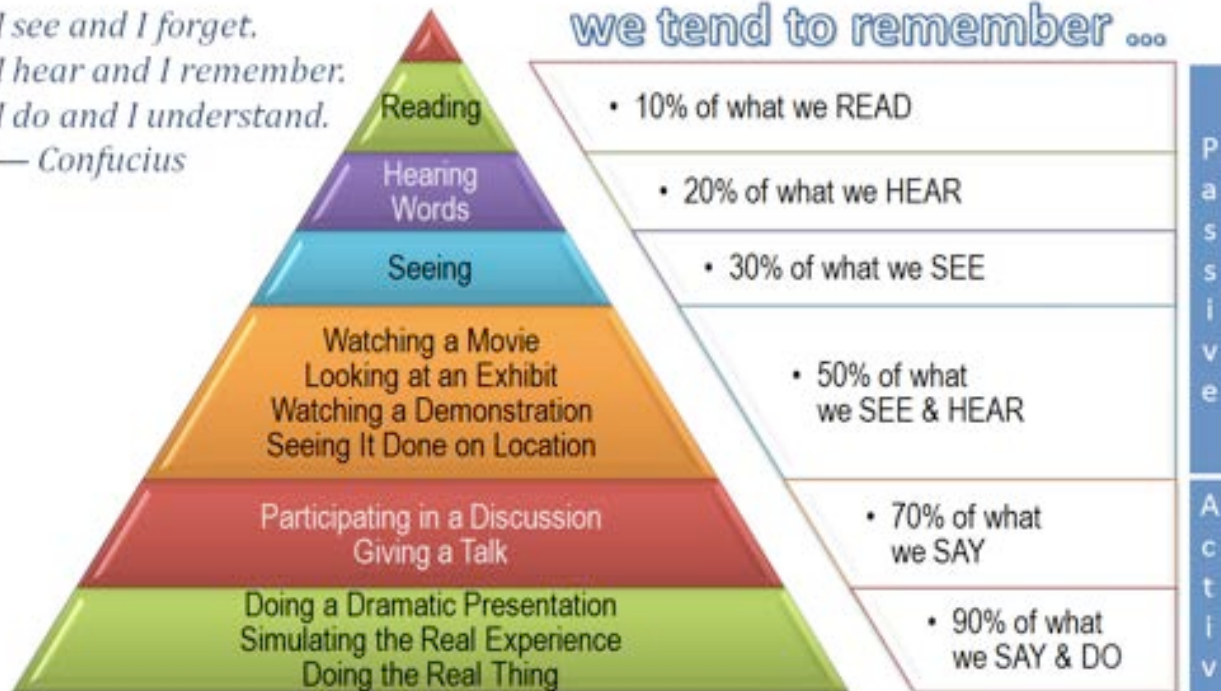 I see and I forget.
I hear and I remember.
I do and I understand.
— Confucius
we tend to remember ...
Reading
• 10% of what we READ
Hearing
Words
• 20% of what we HEAR
Seeing
• 30% of what we SEE
Watching a Movie
Looking at an Exhibit
Watching a Demonstration
Seeing It Done on Location
• 50% of what
we SEE & HEAR
Participating in a Discussion
Giving a Talk
• 70% of what
we SAY
Doing a Dramatic Presentation
Simulating the Real Experience
Doing the Real Thing
• 90% of what
we SAY & DO
Passive
Activ